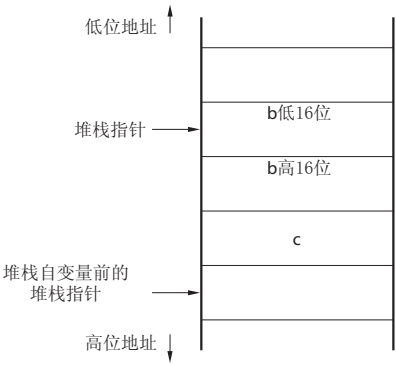 低位地址
b低16位
堆栈指针
b高16位
c
堆栈自变量前的
堆栈指针
高位地址